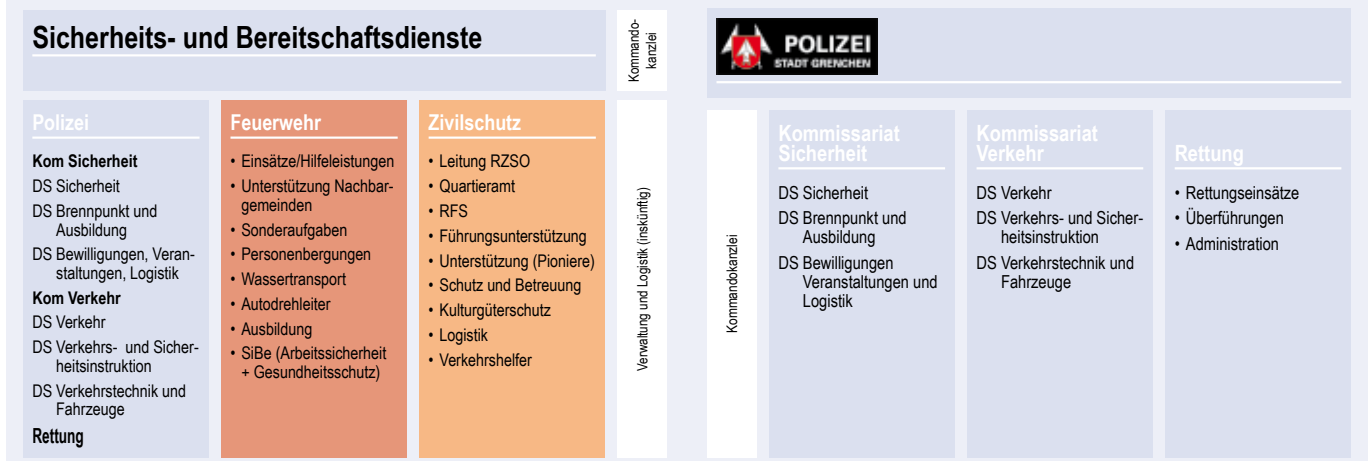 Sicherheits- und Bereitschaftsdienste
Kommando-
kanzlei
Polizei
Kom Sicherheit
DS Sicherheit
DS Brennpunkt und
Ausbildung
DS Bewilligungen, Veran-
staltungen, Logistik
Kom Verkehr
DS Verkehr
DS Verkehrs- und Sicher-
heitsinstruktion
DS Verkehrstechnik und
Fahrzeuge
Rettung
Feuerwehr
• Einsätze/Hilfeleistungen
• Unterstützung Nachbar-
gemeinden
• Sonderaufgaben
• Personenbergungen
• Wassertransport
• Autodrehleiter
• Ausbildung
• SiBe (Arbeitssicherheit
+ Gesundheitsschutz)
Zivilschutz
• Leitung RZSO
• Quartieramt
• RFS
• Führungsunterstützung
• Unterstützung (Pioniere)
• Schutz und Betreuung
• Kulturgüterschutz
• Logistik
• Verkehrshelfer
Verwaltung und Logistik (inskünftig)
POLIZEI
STADT GRENCHEN
Kommandokanzlei
Kommissariat
Sicherheit
DS Sicherheit
DS Brennpunkt und
Ausbildung
DS Bewilligungen
Veranstaltungen und
Logistik
Kommissariat
Verkehr
DS Verkehr
DS Verkehrs- und Sicher-
heitsinstruktion
DS Verkehrstechnik und
Fahrzeuge
Rettung
• Rettungseinsätze
• Überführungen
• Administration